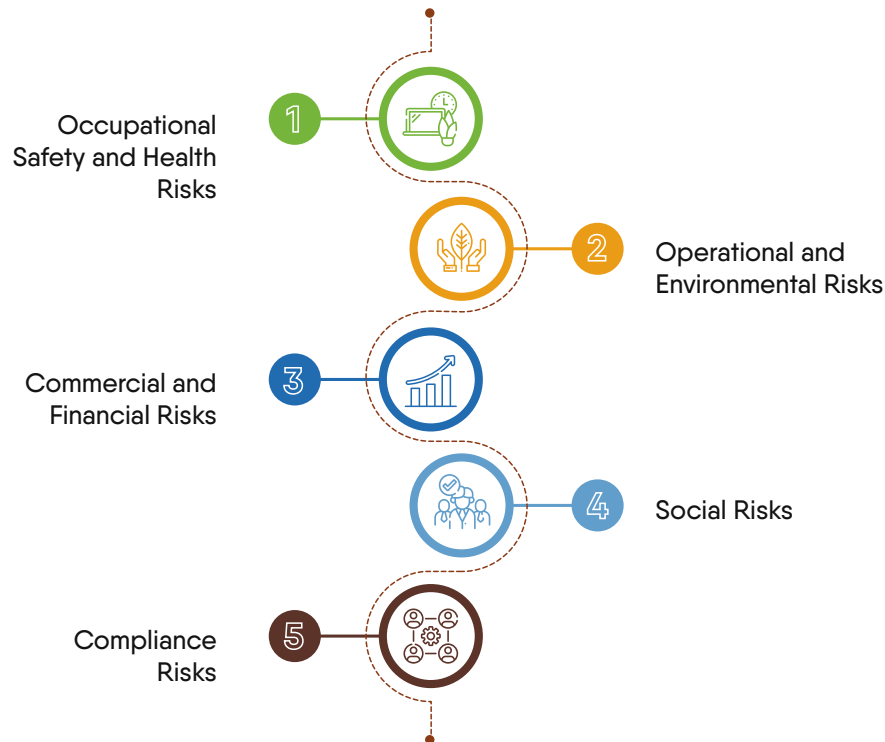 1
Occupational
Safety and Health
Risks
2
Operational and
Environmental Risks
3
Commercial and
Financial Risks
4
Social Risks
5
Compliance
Risks